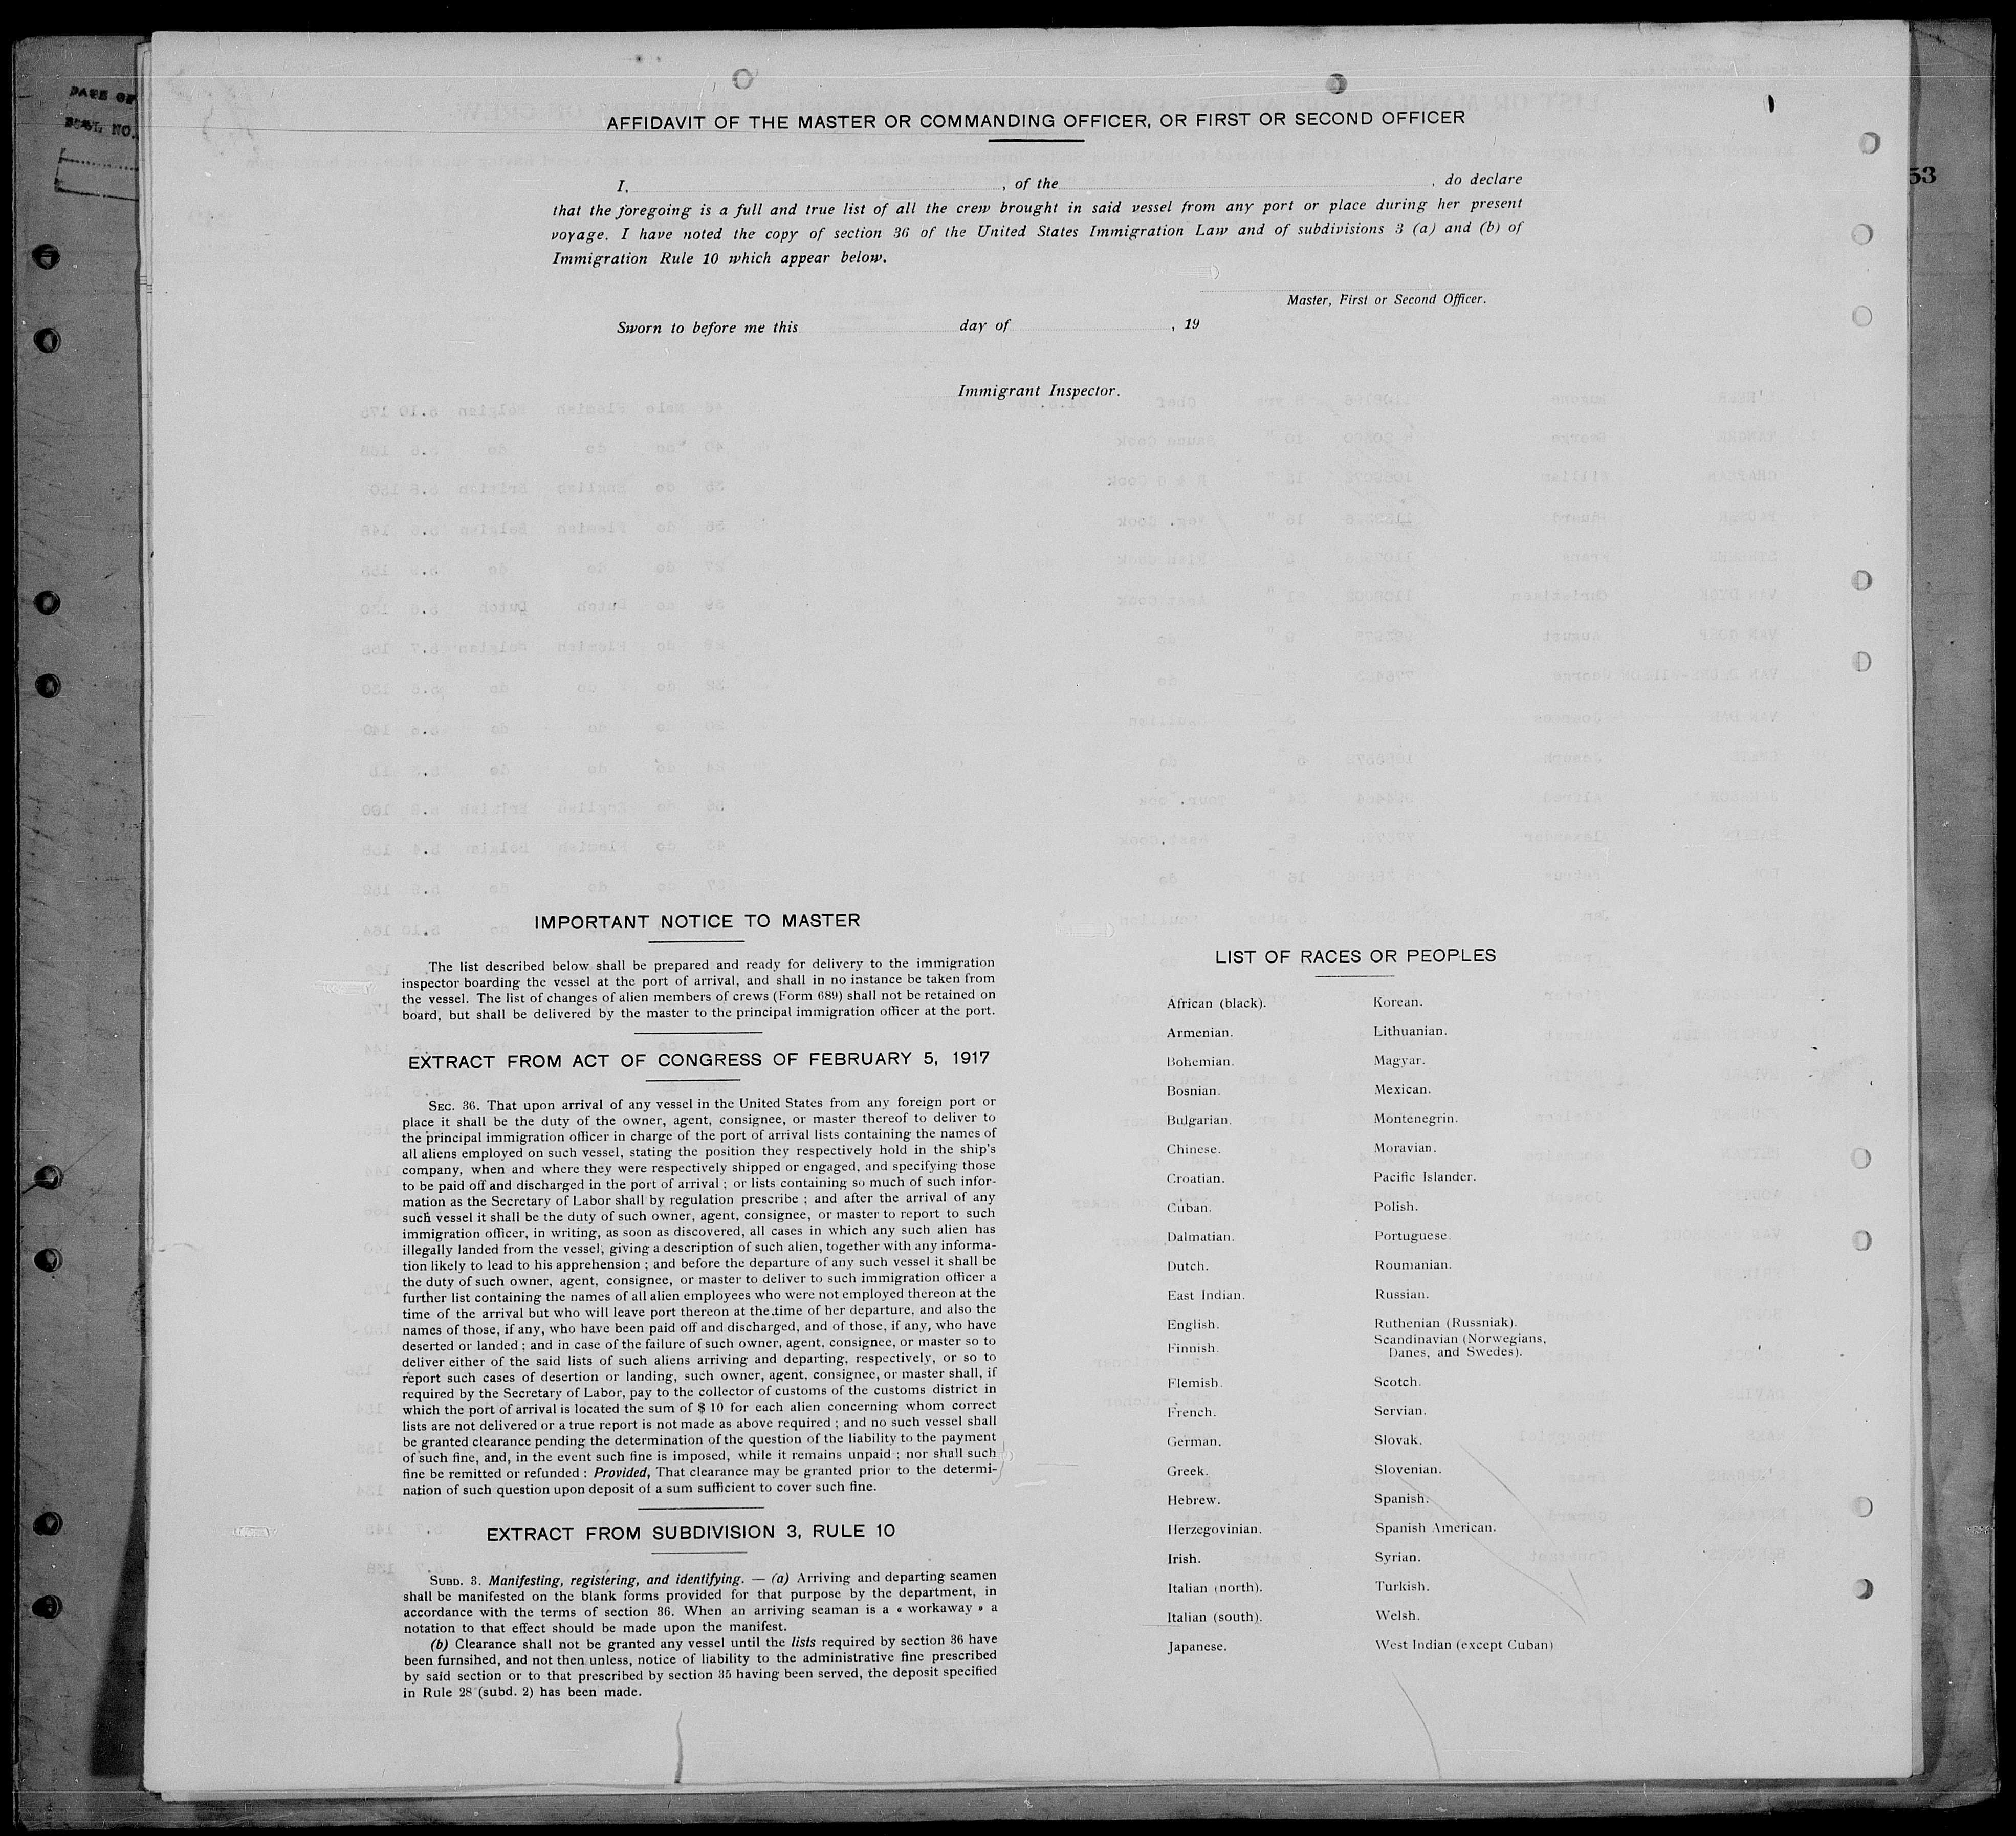 DATE OF
NO.
53
AFFIDAVIT OF THE MASTER OR COMMANDING OFFICER, OR FIRST OR SECOND OFFICER
I, , of the , do declare
that the foregoing is a full and true list of all the crew brought in said vessel from any port or place during her present
voyage. I have noted the copy of section 36 of the United States Immigration Law and of subdivisions 3 (a) and (b) of
Immigration Rule 10 which appear below.
Master, First or Second Officer.
Sworn to before me this day of , 19
Immigrant Inspector.
IMPORTANT NOTICE TO MASTER
The list described below shall be prepared and ready for delivery to the immigration
inspector boarding the vessel at the port of arrival, and shall in no instance be taken from
the vessel. The list of changes of alien members of crews (Form 689) shall not be retained on
board, but shall be delivered by the master to the principal immigration officer at the port.
EXTRACT FROM ACT OF CONGRESS OF FEBRUARY 5, 1917
SEC. 36. That upon arrival of any vessel in the United States from any foreign port or
place it shall be the duty of the owner, agent, consignee, or master thereof to deliver to
the principal immigration officer in charge of the port of arrival lists containing the names of
all aliens employed on such vessel, stating the position they respectively hold in the ship's
company, when and where they were respectively shipped or engaged, and specifying those
to be paid off and discharged in the port of arrival ; or lists containing so much of such infor-
mation as the Secretary of Labor shall by regulation prescribe ; and after the arrival of any
such vessel it shall be the duty of such owner, agent, consignee, or master to report to such
immigration officer, in writing, as soon as discovered, all cases in which any such alien has
illegally landed from the vessel, giving a description of such alien, together with any informa-
tion likely to lead to his apprehension ; and before the departure of any such vessel it shall be
the duty of such owner, agent, consignee, or master to deliver to such immigration officer a
further list containing the names of all alien employees who were not employed thereon at the
time of the arrival but who will leave port thereon at the time of her departure, and also the
names of those, if any, who have been paid off and discharged, and of those, if any, who have
deserted or landed ; and in case of the failure of such owner, agent, consignee, or master so to
deliver either of the said lists of such aliens arriving and departing, respectively, or so to
report such cases of desertion or landing, such owner, agent, consignee, or master shall, if
required by the Secretary of Labor, pay to the collector of customs of the customs district in
which the port of arrival is located the sum of $ 10 for each alien concerning whom correct
lists are not delivered or a true report is not made as above required ; and no such vessel shall
be granted clearance pending the determination of the question of the liability to the payment
of such fine, and, in the event such fine is imposed, while it remains unpaid ; nor shall such
fine be remitted or refunded : Provided, That clearance may be granted prior to the determi-
nation of such question upon deposit of a sum sufficient to cover such fine.
EXTRACT FROM SUBDIVISION 3, RULE 10
SUBD. 3. Manifesting, registering, and identifying. — (a) Arriving and departing seamen
shall be manifested on the blank forms provided for that purpose by the department, in
accordance with the terms of section 36. When an arriving seaman is a « workaway » a
notation to that effect should be made upon the manifest.
(b) Clearance shall not be granted any vessel until the lists required by section 36 have
been furnsihed, and not then unless, notice of liability to the administrative fine prescribed
by said section or to that prescribed by section 35 having been served, the deposit specified
in Rule 28 (subd. 2) has been made.
LIST OF RACES OR PEOPLES
African (black).
Armenian.
Bohemian.
Bosnian.
Bulgarian.
Chinese.
Croatian.
Cuban.
Dalmatian.
Dutch.
East Indian.
English.
Finnish.
Flemish.
French.
German.
Greek.
Hebrew.
Herzegovinian.
Irish.
Italian (north).
Italian (south).
Japanese.
Korean.
Lithuanian.
Magyar.
Mexican.
Montenegrin.
Moravian.
Pacific Islander.
Polish.
Portuguese.
Roumanian.
Russian.
Ruthenian (Russniak).
Scandinavian (Norwegians,
Danes, and Swedes).
Scotch.
Servian.
Slovak.
Slovenian.
Spanish.
Spanish American.
Syrian.
Turkish.
Welsh.
West Indian (except Cuban)